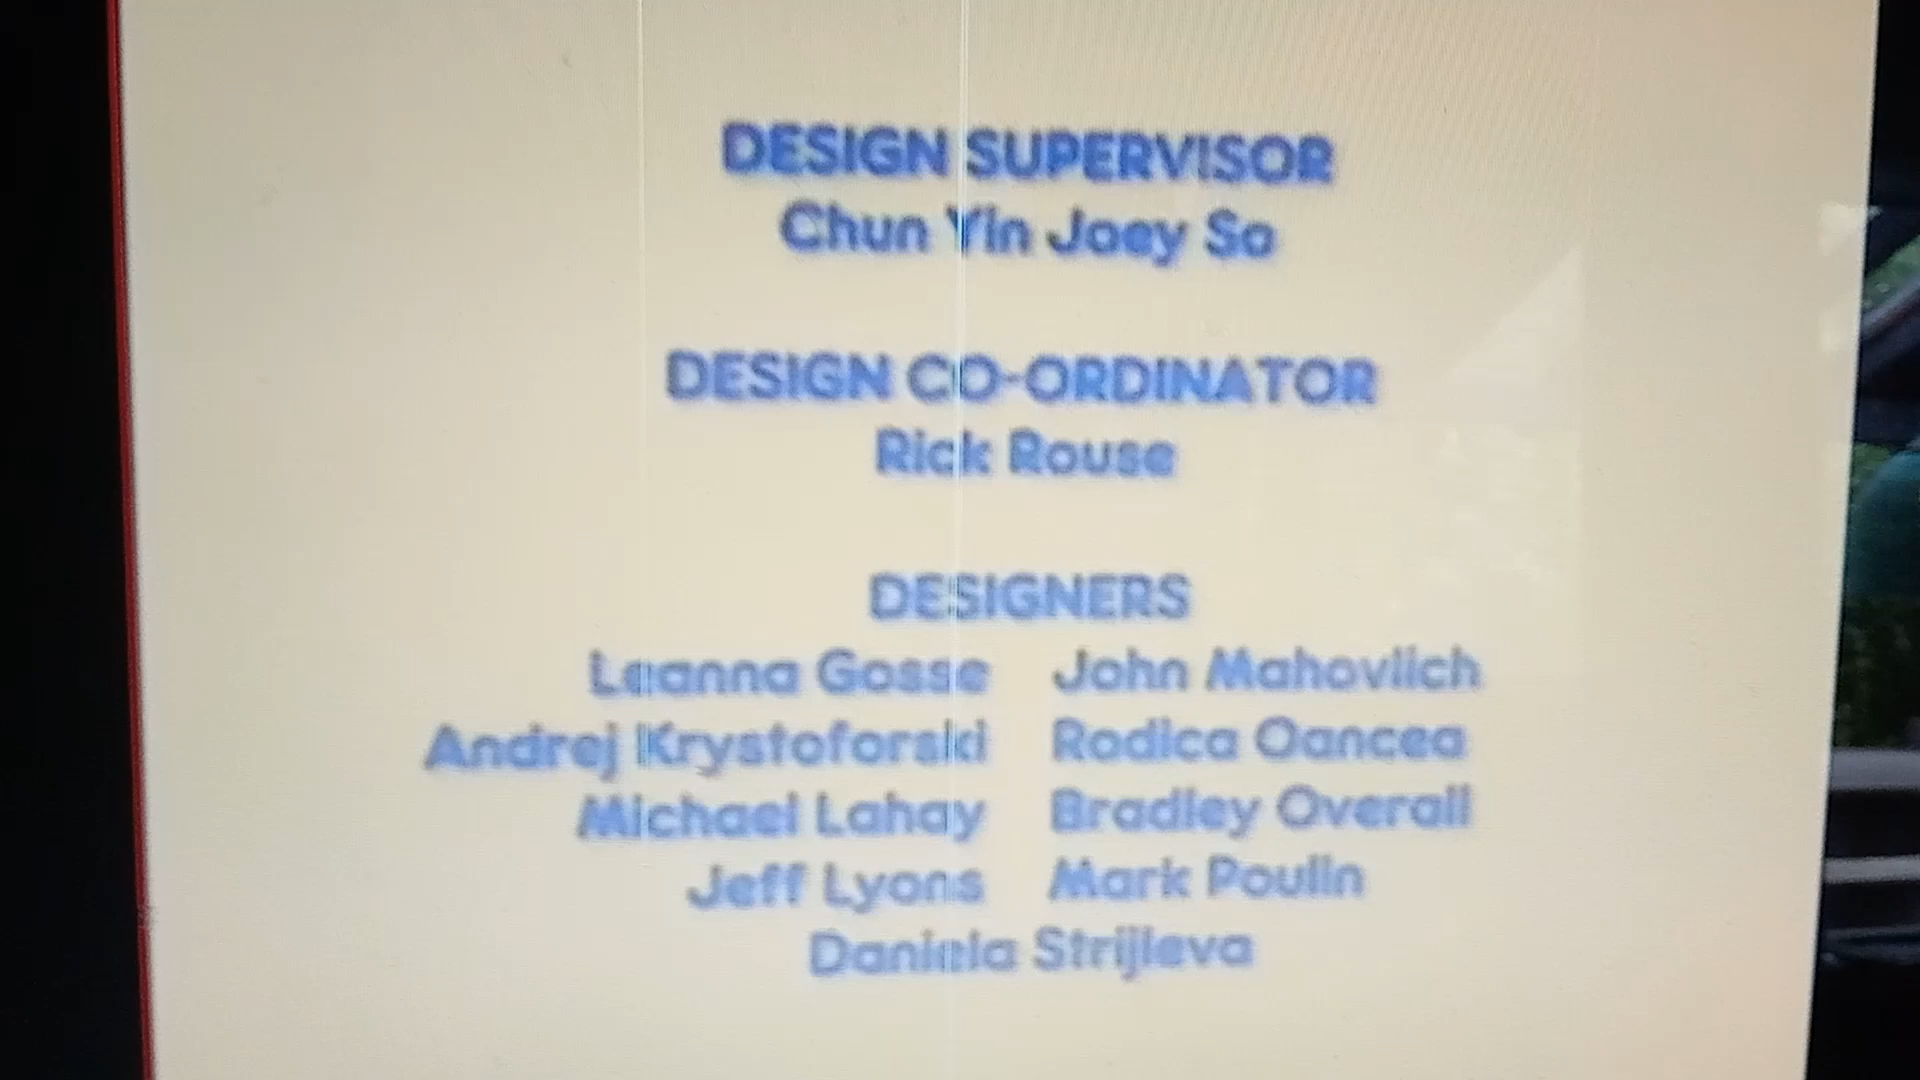 DESIGN SUPERVISOR
Chun Yin Joey So
DESIGN CO-ORDINATOR
Rick Rouse
DESIGNERS
Leanna Gosse John Mahovlich
Andrej Krystoforski Rodica Oancea
Michael Lahay Bradley Overall
Jeff Lyons Mark Poulin
Daniela Strijleva